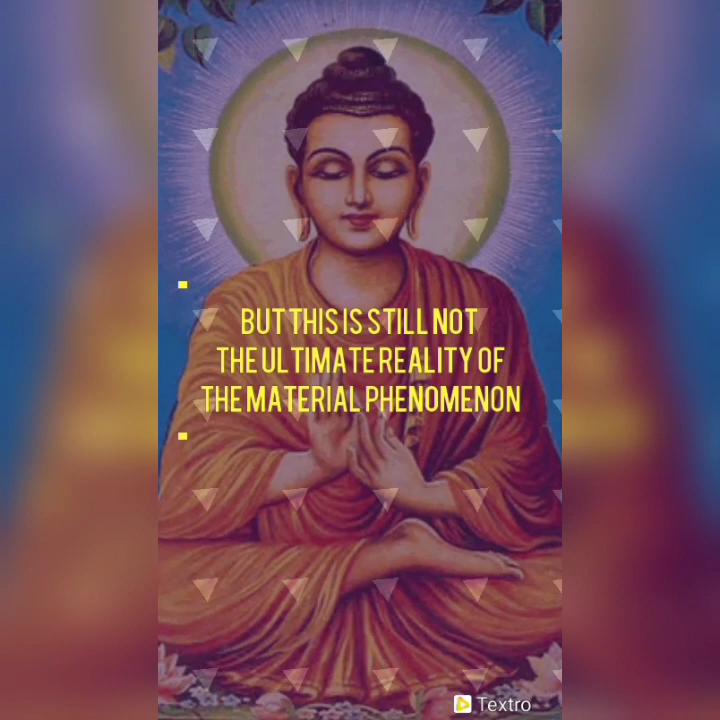 BUT THIS IS STILL NOT
THE ULTIMATE REALITY OF
THE MATERIAL PHENOMENON
Textro